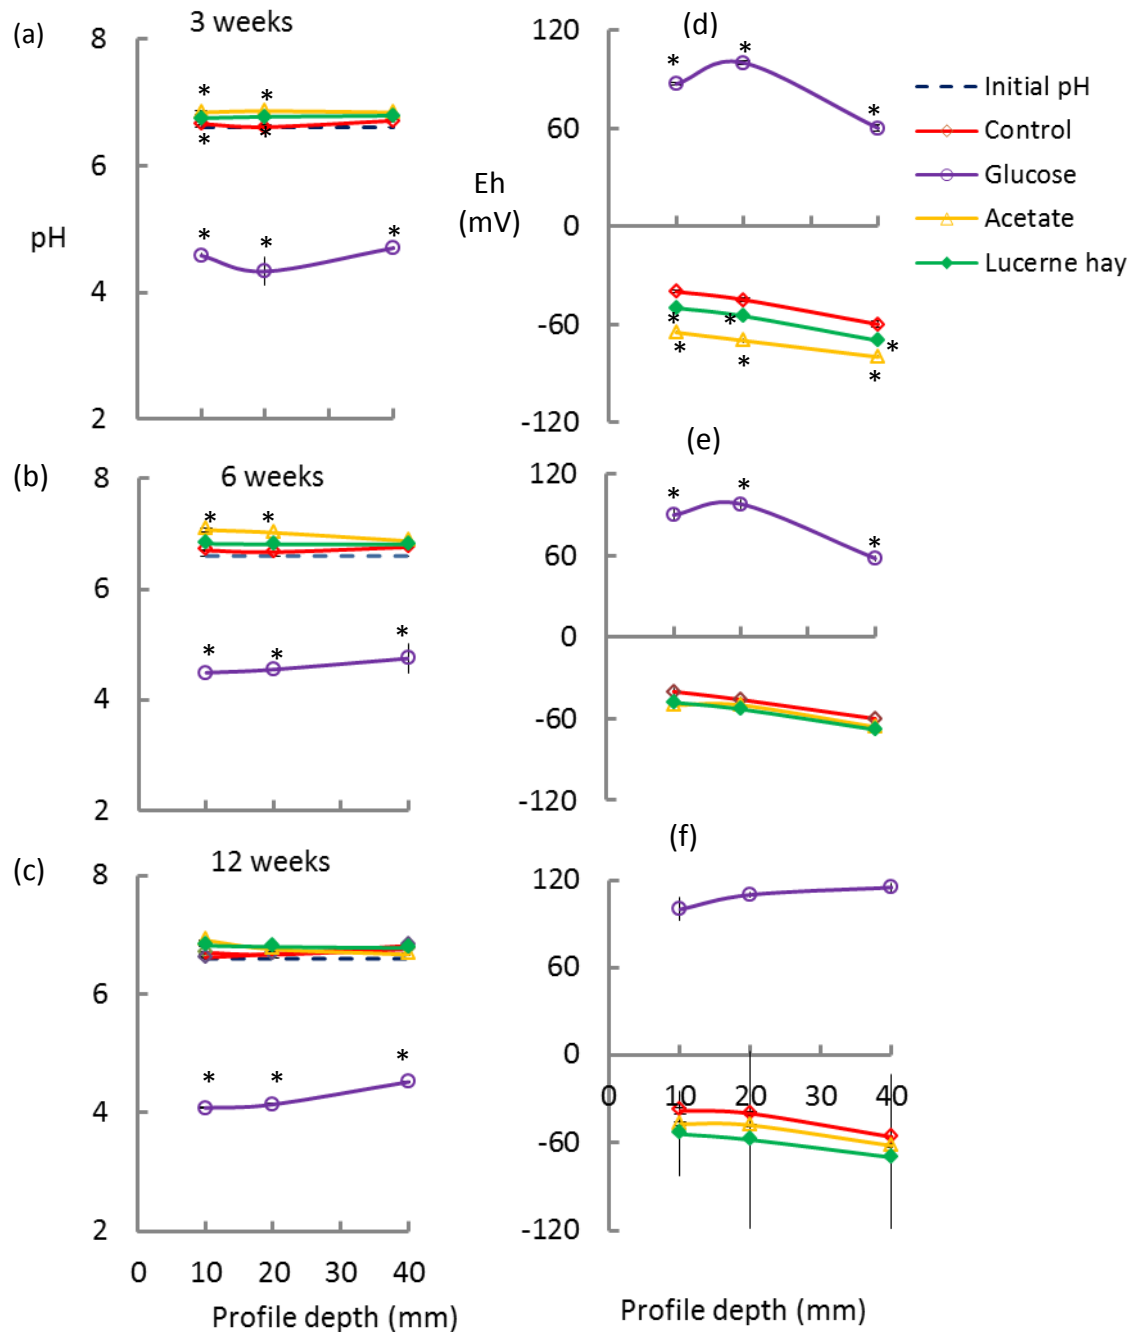 (a)
3 weeks
8
6
pH
4
2
*
*
*
*
*
*
*
(d)
120
60
Eh
(mV)
0
-60
-120
*
*
*
*
*
*
*
*
*
Initial pH
Control
Glucose
Acetate
Lucerne hay
(b)
6 weeks
8
6
4
2
*
*
*
*
*
(e)
120
60
0
-60
-120
*
*
*
(c)
12 weeks
8
6
4
2
*
*
*
0 10 20 30 40
Profile depth (mm)
(f)
120
60
0
-60
-120
0 10 20 30 40
Profile depth (mm)